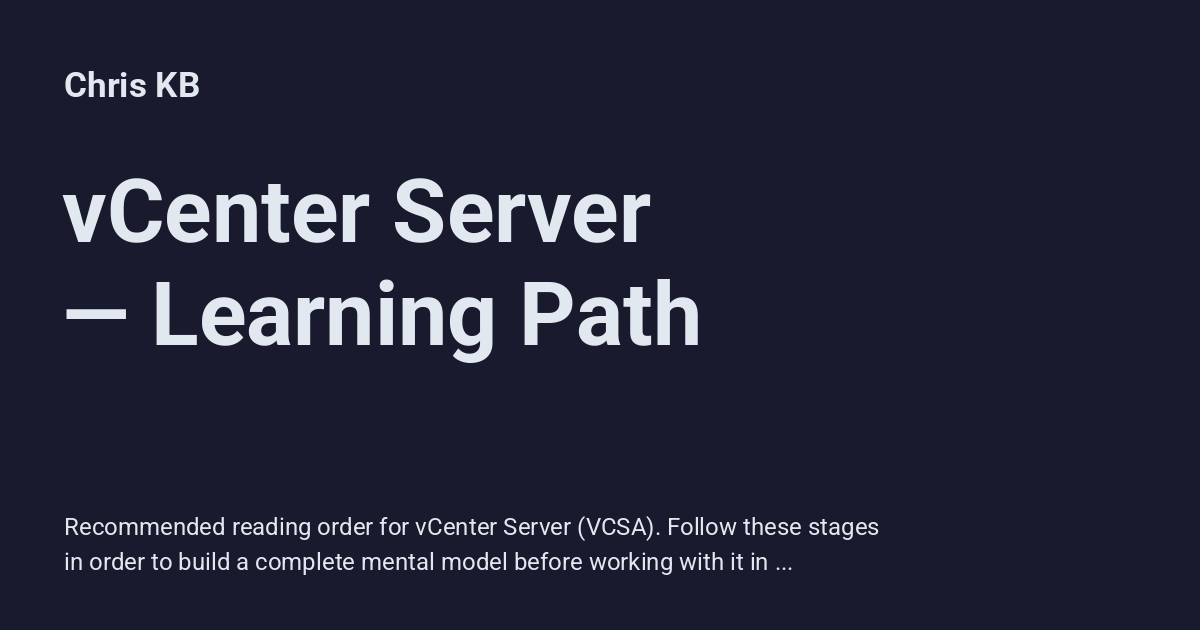 Chris KB
vCenter Server
— Learning Path
Recommended reading order for vCenter Server (VCSA). Follow these stages
in order to build a complete mental model before working with it in ...